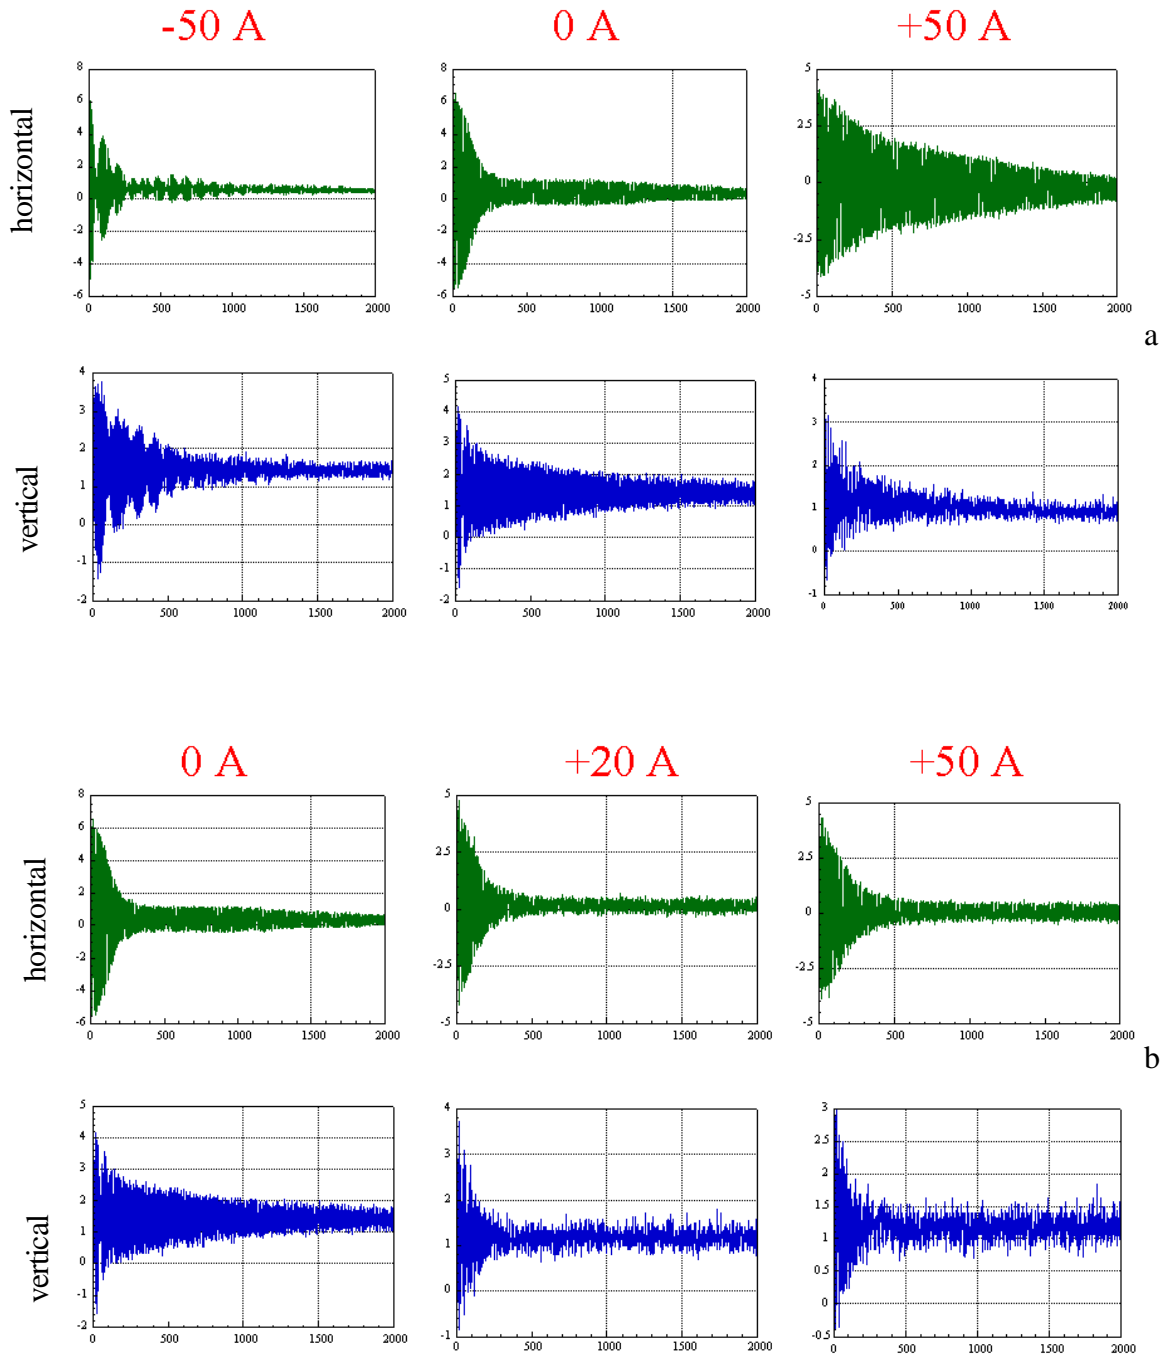 -50 A 0 A +50 A
horizontal
8 6 4 2 0 -2 -4 -6
0 500 1000 1500 2000
8 6 4 2 0 -2 -4 -6
0 500 1000 1500 2000
5 2.5 0 -2.5 -5
0 500 1000 1500 2000
a
vertical
4 3 2 1 0 -1 -2
0 500 1000 1500 2000
5 4 3 2 1 0 -1 -2
0 500 1000 1500 2000
4 3 2 1 0 -1
0 500 1000 1500 2000
0 A +20 A +50 A
horizontal
8 6 4 2 0 -2 -4 -6
0 500 1000 1500 2000
5 2.5 0 -2.5 -5
0 500 1000 1500 2000
5 2.5 0 -2.5 -5
0 500 1000 1500 2000
b
vertical
5 4 3 2 1 0 -1 -2
0 500 1000 1500 2000
4 3 2 1 0 -1
0 500 1000 1500 2000
3 2.5 2 1.5 1 0.5 0 -0.5
0 500 1000 1500 2000